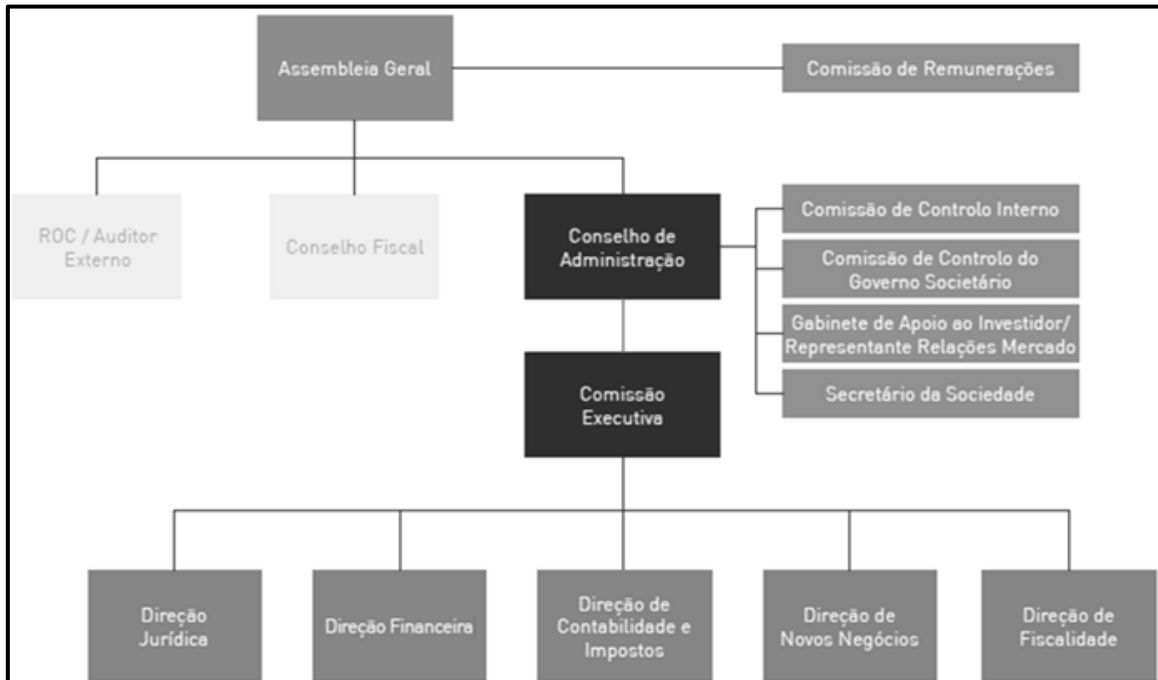 Assembleia Geral
Comissão de Remunerações
ROC / Auditor
Externo
Conselho Fiscal
Conselho de
Administração
Comissão de Controlo Interno
Comissão de Controlo do
Governo Societário
Gabinete de Apoio ao Investidor/
Representante Relações Mercado
Secretário da Sociedade
Comissão
Executiva
Direção
Jurídica
Direção Financeira
Direção de
Contabilidade e
Impostos
Direção de
Novos Negócios
Direção de
Fiscalidade